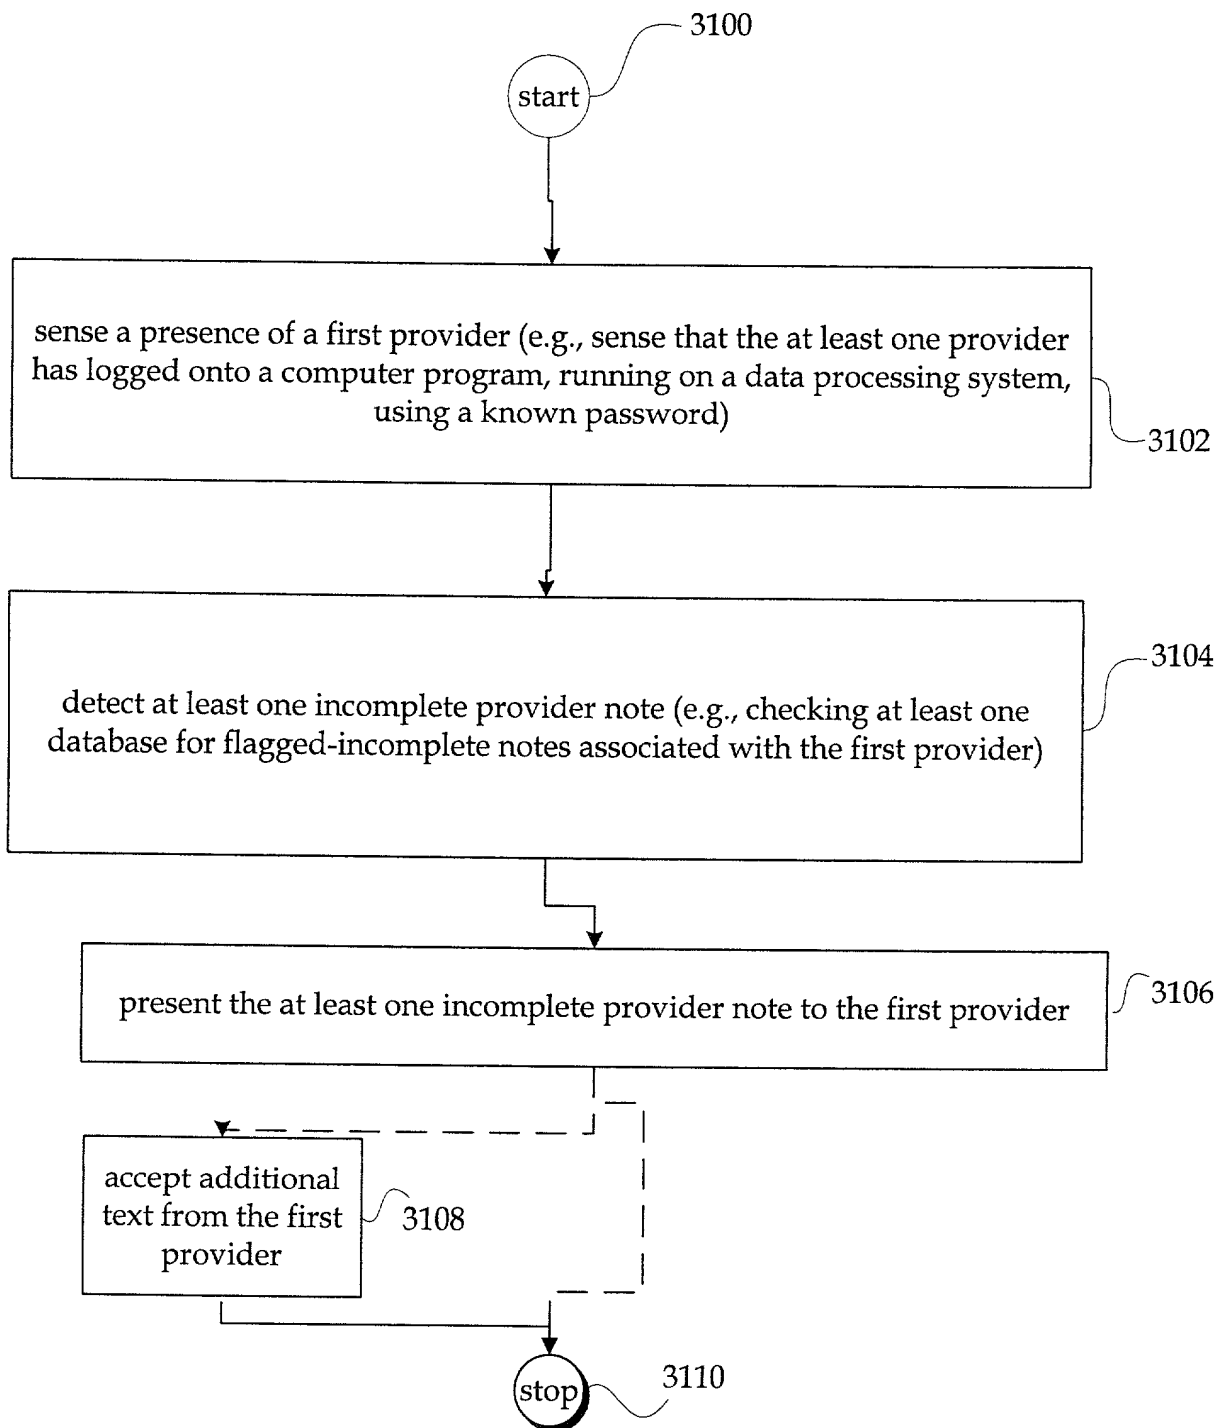 3100
start
sense a presence of a first provider (e.g., sense that the at least one provider
has logged onto a computer program, running on a data processing system,
using a known password)
3102
3104
detect at least one incomplete provider note (e.g., checking at least one
database for flagged-incomplete notes associated with the first provider)
present the at least one incomplete provider note to the first provider
3106
accept additional
text from the first
provider
3108
stop
3110